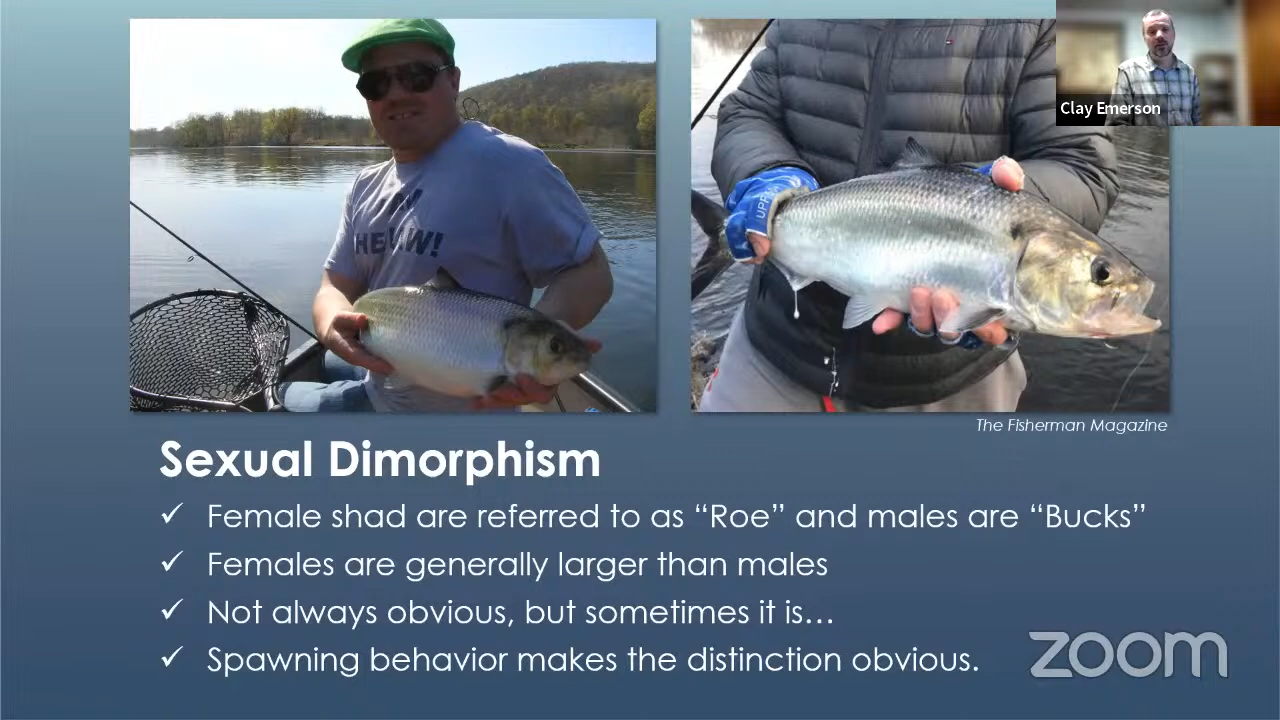 Clay Emerson
The Fisherman Magazine
Sexual Dimorphism
✓ Female shad are referred to as “Roe” and males are “Bucks”
✓ Females are generally larger than males
✓ Not always obvious, but sometimes it is…
✓ Spawning behavior makes the distinction obvious.
zoom